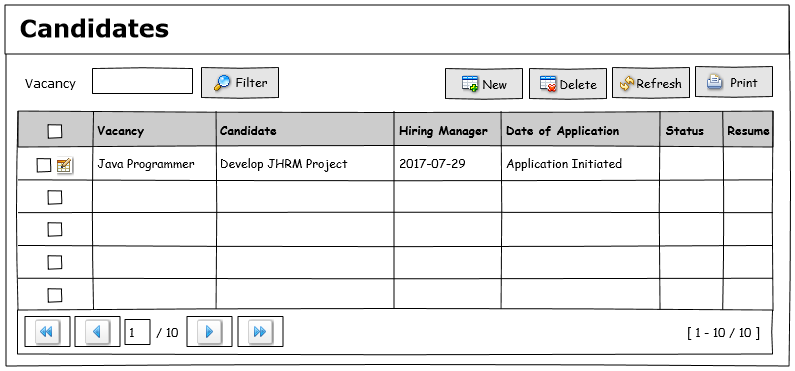 Candidates
Vacancy Filter New Delete Refresh Print
Vacancy Candidate Hiring Manager Date of Application Status Resume
Java Programmer Develop JHRM Project 2017-07-29 Application Initiated
1 / 10 [ 1 - 10 / 10 ]